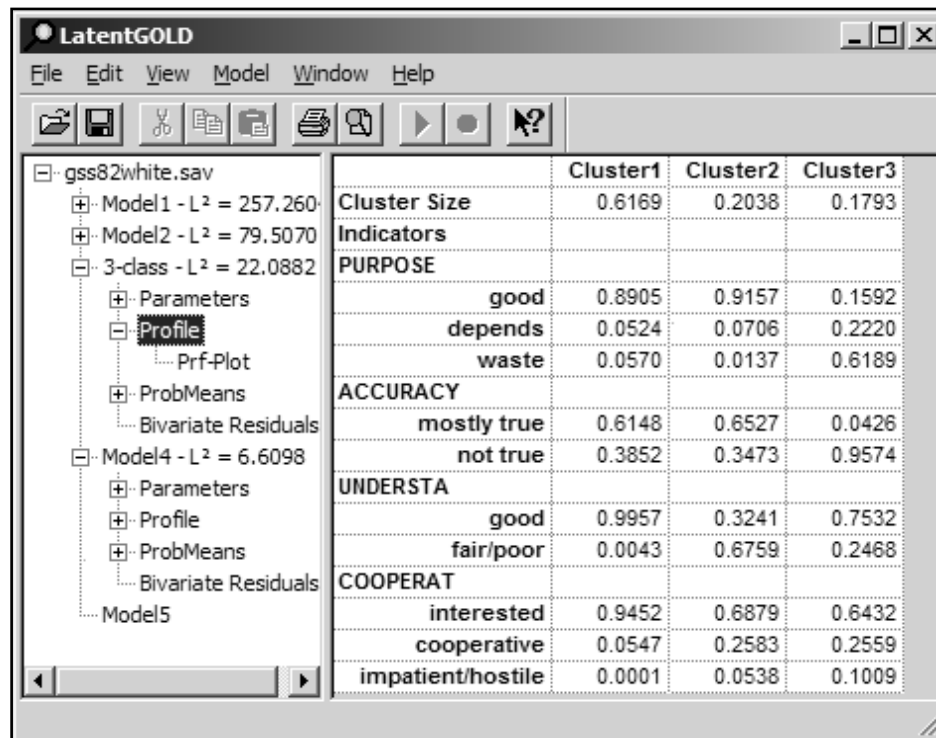 LatentGOLD
File Edit View Model Window Help
gss82white.sav
Model1 - L² = 257.260
Model2 - L² = 79.5070
3-class - L² = 22.0882
Parameters
Profile
Prf-Plot
ProbMeans
Bivariate Residuals
Model4 - L² = 6.6098
Parameters
Profile
ProbMeans
Bivariate Residuals
Model5
Cluster1 Cluster2 Cluster3
Cluster Size 0.6169 0.2038 0.1793
Indicators
PURPOSE
good 0.8905 0.9157 0.1592
depends 0.0524 0.0706 0.2220
waste 0.0570 0.0137 0.6189
ACCURACY
mostly true 0.6148 0.6527 0.0426
not true 0.3852 0.3473 0.9574
UNDERSTA
good 0.9957 0.3241 0.7532
fair/poor 0.0043 0.6759 0.2468
COOPERAT
interested 0.9452 0.6879 0.6432
cooperative 0.0547 0.2583 0.2559
impatient/hostile 0.0001 0.0538 0.1009